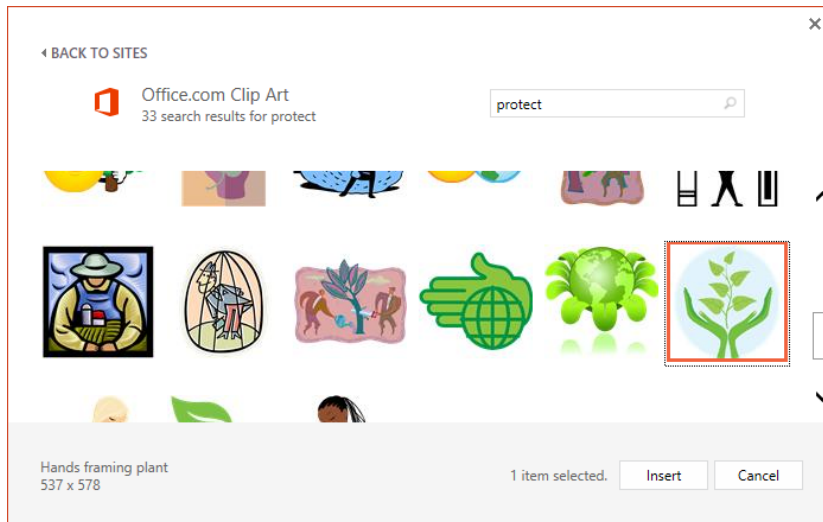 BACK TO SITES
Office.com Clip Art
33 search results for protect
protect
Hands framing plant
537 x 578
1 item selected.
Insert
Cancel